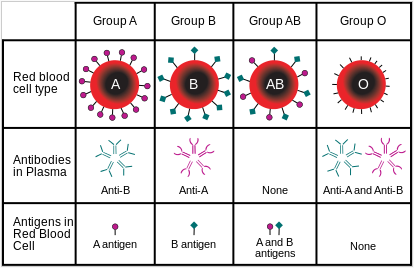 Group A
Group B
Group AB
Group O
Red blood
cell type
A
B
AB
O
Antibodies
in Plasma
Anti-B
Anti-A
None
Anti-A and Anti-B
Antigens in
Red Blood
Cell
A antigen
B antigen
A and B
antigens
None